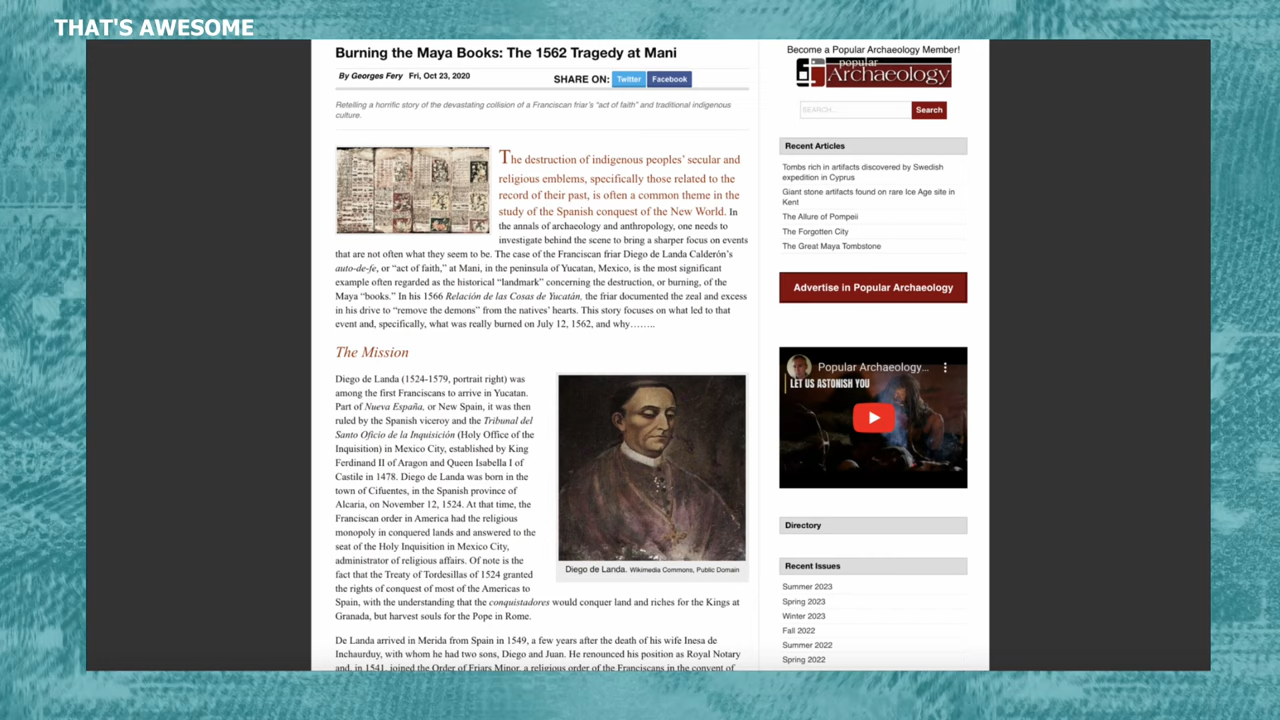 THAT'S AWESOME
Burning the Maya Books: The 1562 Tragedy at Mani
By Georges Fery Fri, Oct 23, 2020
SHARE ON: Twitter Facebook
Retelling a horrific story of the devastating collision of a Franciscan friar's "act of faith" and traditional indigenous
culture.
The destruction of indigenous peoples' secular and
religious emblems, specifically those related to the
record of their past, is often a common theme in the
study of the Spanish conquest of the New World. In
the annals of archaeology and anthropology, one needs to
investigate behind the scene to bring a sharper focus on events
that are not often what they seem to be. The case of the Franciscan friar Diego de Landa Calderón's
auto-de-fe, or "act of faith," at Mani, in the peninsula of Yucatan, Mexico, is the most significant
example often regarded as the historical "landmark" concerning the destruction, or burning, of the
Maya "books." In his 1566 Relación de las Cosas de Yucatán, the friar documented the zeal and excess
in his drive to "remove the demons" from the natives' hearts. This story focuses on what led to that
event and, specifically, what was really burned on July 12, 1562, and why……..
The Mission
Diego de Landa (1524-1579, portrait right) was
among the first Franciscans to arrive in Yucatan.
Part of Nueva España, or New Spain, it was then
ruled by the Spanish viceroy and the Tribunal del
Santo Oficio de la Inquisición (Holy Office of the
Inquisition) in Mexico City, established by King
Ferdinand II of Aragon and Queen Isabella I of
Castile in 1478. Diego de Landa was born in the
town of Cifuentes, in the Spanish province of
Alcaria, on November 12, 1524. At that time, the
Franciscan order in America had the religious
monopoly in conquered lands and answered to the
seat of the Holy Inquisition in Mexico City,
administrator of religious affairs. Of note is the
fact that the Treaty of Tordesillas of 1524 granted
the rights of conquest of most of the Americas to
Spain, with the understanding that the conquistadores would conquer land and riches for the Kings at
Granada, but harvest souls for the Pope in Rome.
Diego de Landa. Wikimedia Commons, Public Domain
De Landa arrived in Merida from Spain in 1549, a few years after the death of his wife Inesa de
Inchaurduy, with whom he had two sons, Diego and Juan. He renounced his position as Royal Notary
and, in 1541, joined the Order of Friars Minor, a religious order of the Franciscans in the convent of
Become a Popular Archaeology Member!
popular
Archaeology
SEARCH... Search
Recent Articles
Tombs rich in artifacts discovered by Swedish
expedition in Cyprus
Giant stone artifacts found on rare Ice Age site in
Kent
The Allure of Pompeii
The Forgotten City
The Great Maya Tombstone
Advertise in Popular Archaeology
Popular Archaeology...
LET US ASTONISH YOU
Directory
Recent Issues
Summer 2023
Spring 2023
Winter 2023
Fall 2022
Summer 2022
Spring 2022